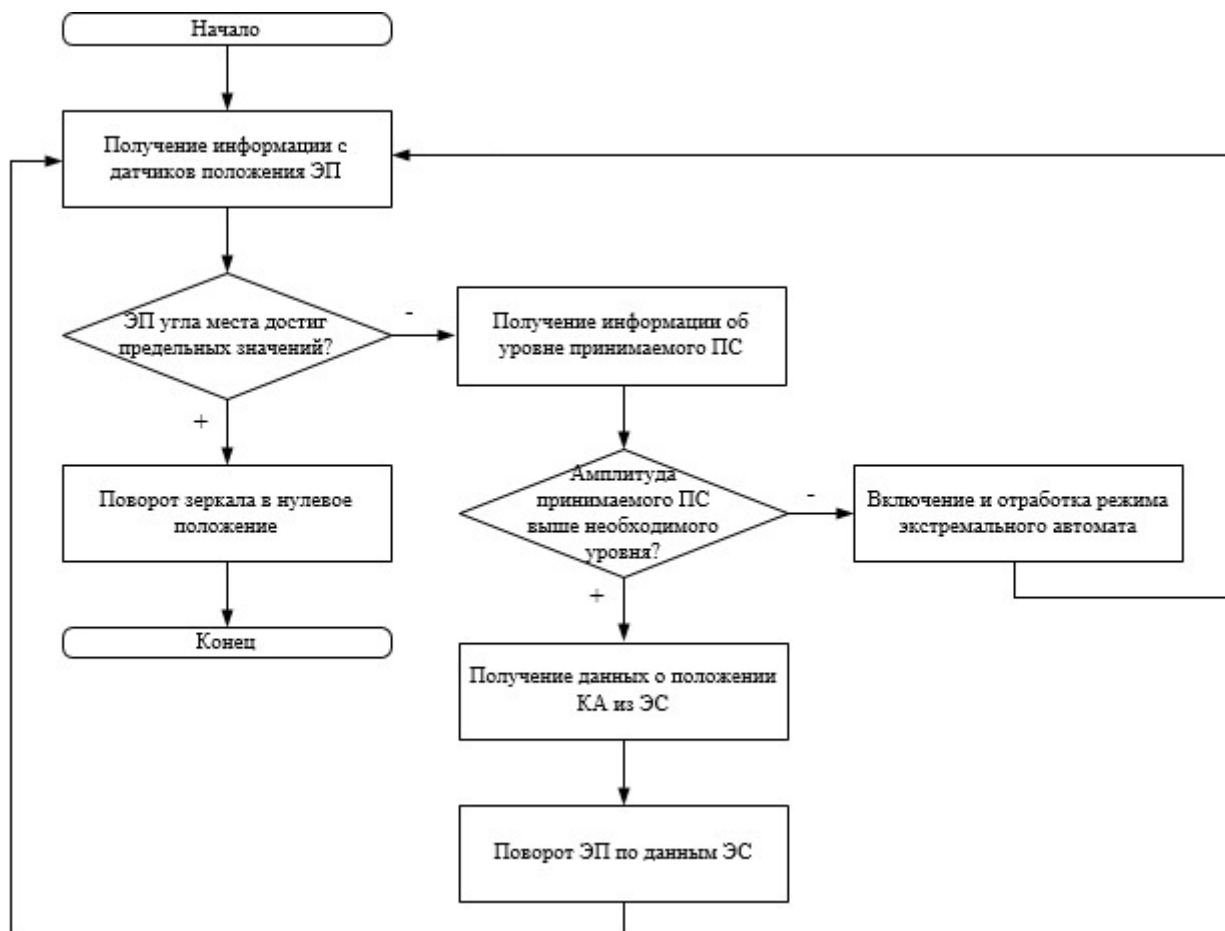 Начало
Получение информации с
датчиков положения ЭП
ЭП угла места достиг
предельных значений?
-
Получение информации об
уровне принимаемого ПС
+
Поворот зеркала в нулевое
положение
Амплитуда
принимаемого ПС
выше необходимого
уровня?
-
Включение и отработка режима
экстремального автомата
+
Конец
Получение данных о положении
КА из ЭС
Поворот ЭП по данным ЭС